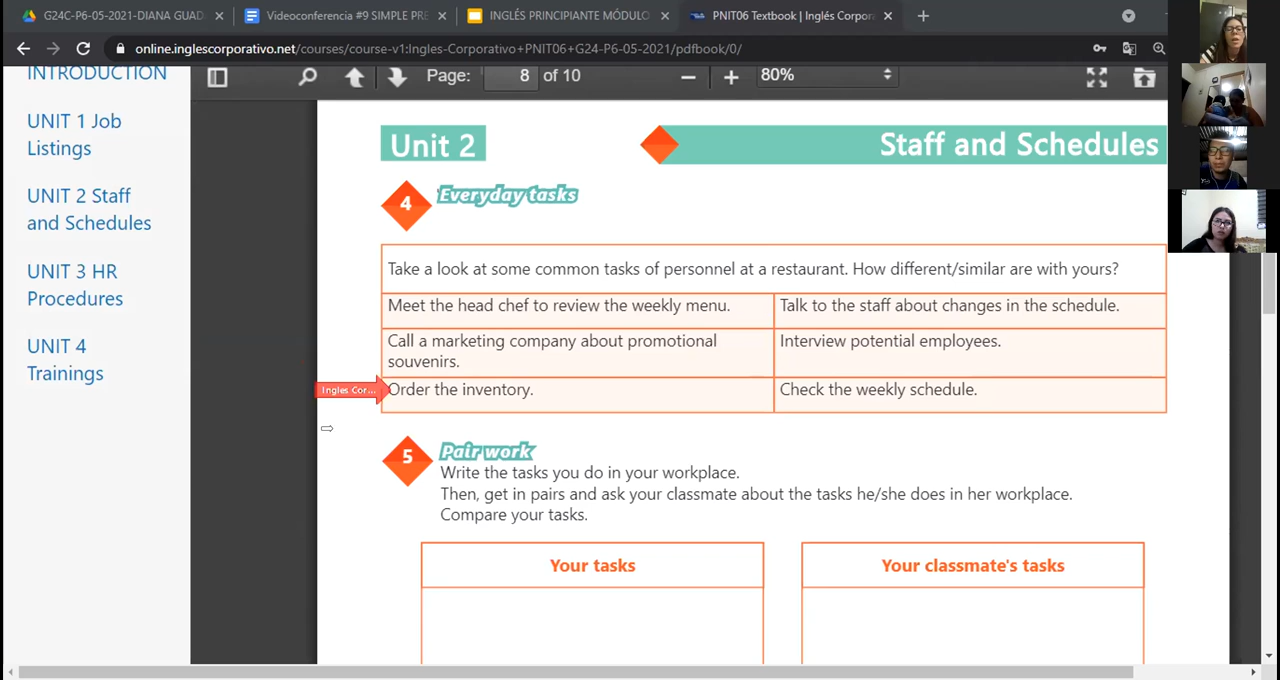 G24C-P6-05-2021-DIANA GUAD
Videoconferencia #9 SIMPLE PRE
INGLÉS PRINCIPIANTE MÓDULO
PNIT06 Textbook | Inglés Corpor
online.inglescorporativo.net/courses/course-v1:Ingles-Corporativo+PNIT06+G24-P6-05-2021/pdfbook/0/
INTRODUCTION
UNIT 1 Job
Listings
UNIT 2 Staff
and Schedules
UNIT 3 HR
Procedures
UNIT 4
Trainings
Page: 8 of 10
80%
Unit 2
Staff and Schedules
4
Everyday tasks
Take a look at some common tasks of personnel at a restaurant. How different/similar are with yours?
Meet the head chef to review the weekly menu.
Talk to the staff about changes in the schedule.
Call a marketing company about promotional
souvenirs.
Interview potential employees.
Ingles Cor...
Order the inventory.
Check the weekly schedule.
5
Pair work
Write the tasks you do in your workplace.
Then, get in pairs and ask your classmate about the tasks he/she does in her workplace.
Compare your tasks.
Your tasks
Your classmate's tasks